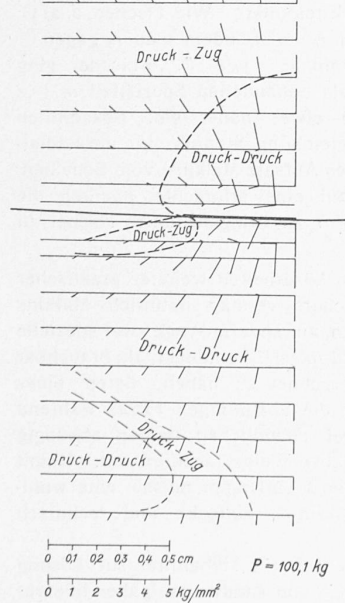 Druck-Zug
Druck-Druck
Druck-Zug
Druck-Druck
Druck-Zug
Druck-Druck
0 0,1 0,2 0,3 0,4 0,5 cm
P = 100,1 kg
0 1 2 3 4 5 kg/mm²